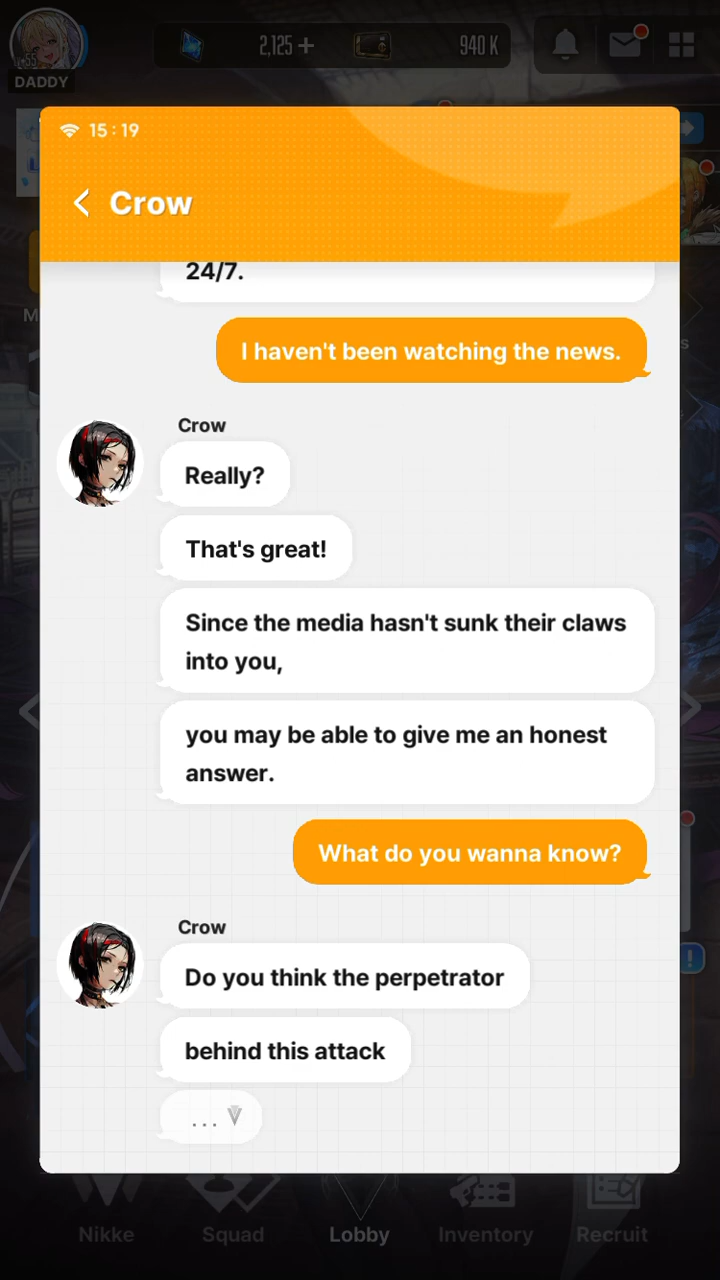 55
2,125 +
940 K
DADDY
15 : 19
Crow
24/7.
I haven't been watching the news.
Crow
Really?
That's great!
Since the media hasn't sunk their claws
into you,
you may be able to give me an honest
answer.
What do you wanna know?
Crow
Do you think the perpetrator
behind this attack
...
Nikke
Squad
Lobby
Inventory
Recruit